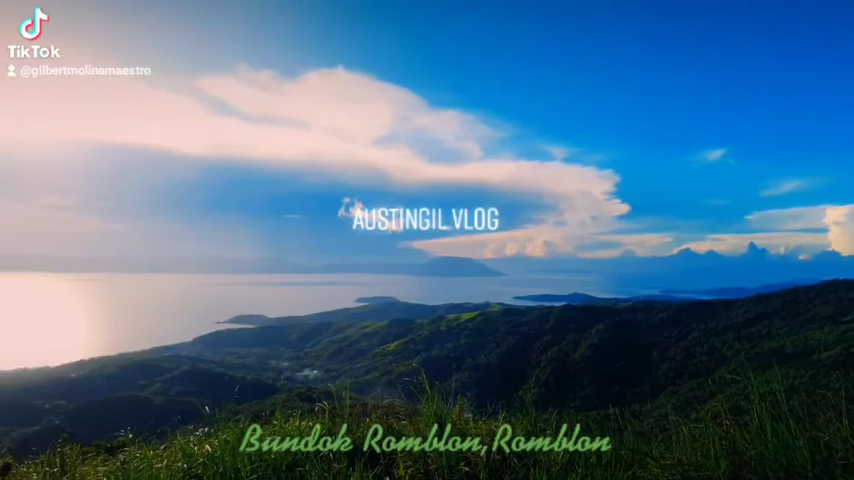 TikTok
@gilbertmolinamaestro
AUSTINGIL VLOG
Bundok Romblon, Romblon